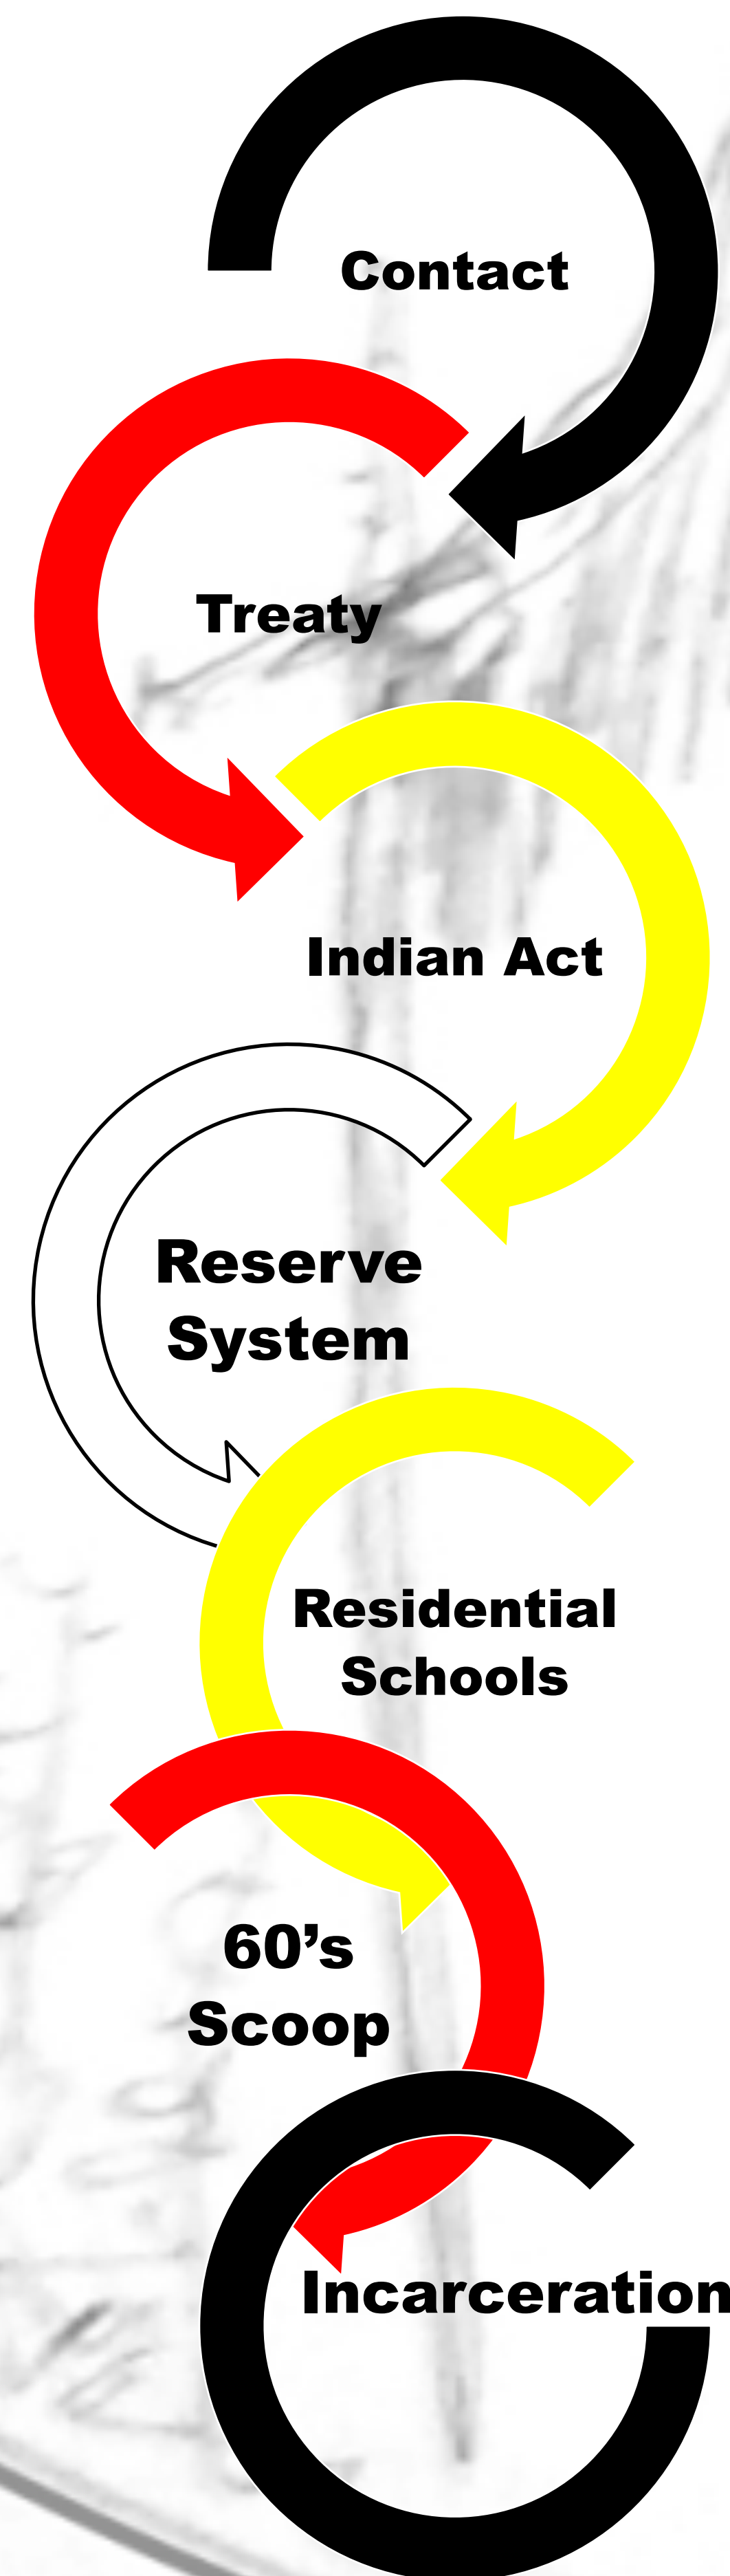 Contact
Treaty
Indian Act
Reserve
System
Residential
Schools
60’s
Scoop
Incarceration